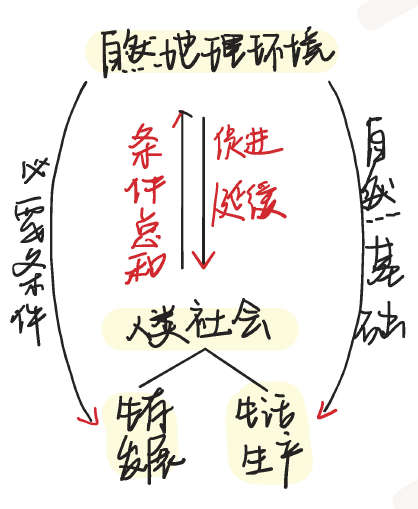 自然地理环境
必要条件
条件总和
促进
延缓
自然基础
人类社会
生存
发展
生活
生产